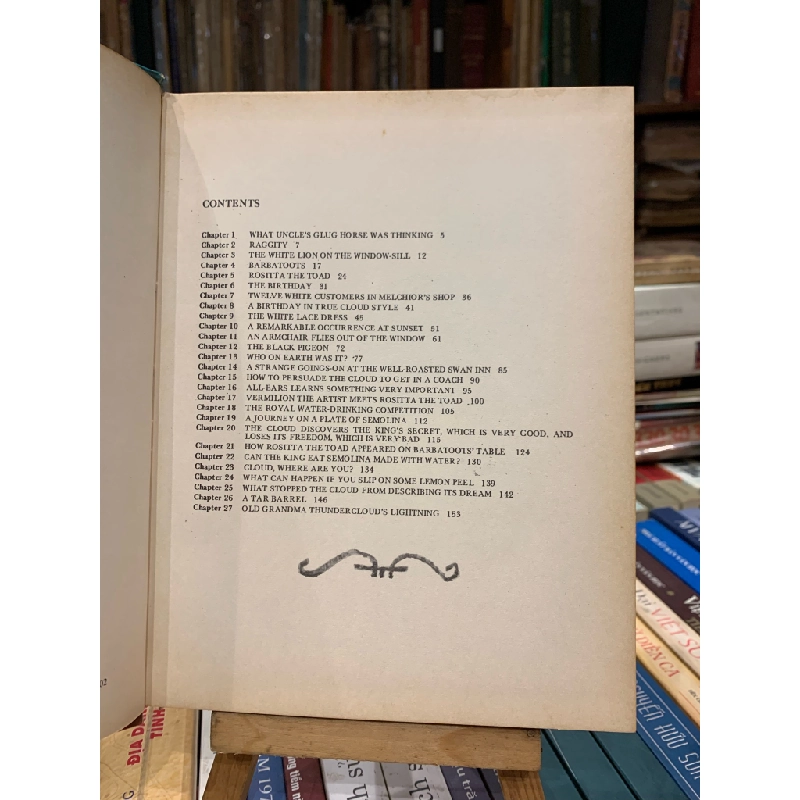 CONTENTS
Chapter 1 WHAT UNCLE'S GLUG HORSE WAS THINKING 5
Chapter 2 RAGGITY 7
Chapter 3 THE WHITE LION ON THE WINDOW-SILL 12
Chapter 4 BARBATOOTS 17
Chapter 5 ROSITTA THE TOAD 24
Chapter 6 THE BIRTHDAY 31
Chapter 7 TWELVE WHITE CUSTOMERS IN MELCHIOR'S SHOP 36
Chapter 8 A BIRTHDAY IN TRUE CLOUD STYLE 41
Chapter 9 THE WHITE LACE DRESS 48
Chapter 10 A REMARKABLE OCCURRENCE AT SUNSET 51
Chapter 11 AN ARMCHAIR FLIES OUT OF THE WINDOW 61
Chapter 12 THE BLACK PIGEON 72
Chapter 13 WHO ON EARTH WAS IT? 77
Chapter 14 A STRANGE GOINGS-ON AT THE WELL-ROASTED SWAN INN 85
Chapter 15 HOW TO PERSUADE THE CLOUD TO GET IN A COACH 90
Chapter 16 ALL-EARS LEARNS SOMETHING VERY IMPORTANT 95
Chapter 17 VERMILION THE ARTIST MEETS ROSITTA THE TOAD 100
Chapter 18 THE ROYAL WATER-DRINKING COMPETITION 105
Chapter 19 A JOURNEY ON A PLATE OF SEMOLINA 112
Chapter 20 THE CLOUD DISCOVERS THE KING'S SECRET, WHICH IS VERY GOOD, AND
LOSES ITS FREEDOM, WHICH IS VERY BAD 115
Chapter 21 HOW ROSITTA THE TOAD APPEARED ON BARBATOOTS' TABLE 124
Chapter 22 CAN THE KING EAT SEMOLINA MADE WITH WATER? 130
Chapter 23 CLOUD, WHERE ARE YOU? 134
Chapter 24 WHAT CAN HAPPEN IF YOU SLIP ON SOME LEMON PEEL 139
Chapter 25 WHAT STOPPED THE CLOUD FROM DESCRIBING ITS DREAM 142
Chapter 26 A TAR BARREL 146
Chapter 27 OLD GRANDMA THUNDERCLOUD'S LIGHTNING 153
VIỆT SỬ
DIỄN CA
NGUYỄN HỮU
ĐỊA
TÌNH